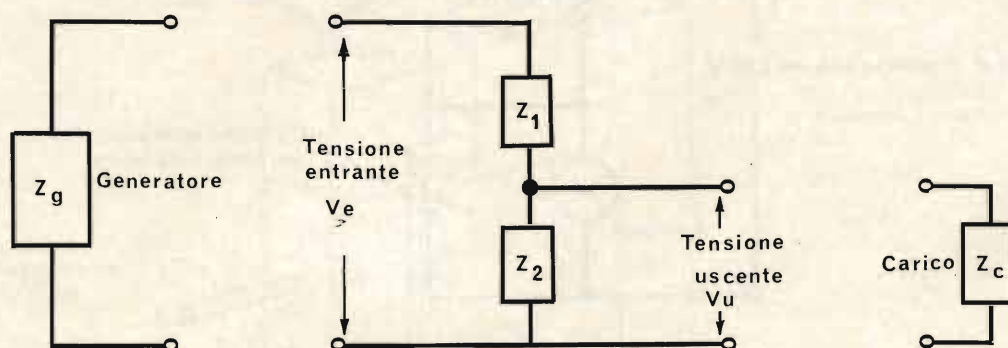 Zg
Generatore
Tensione
entrante
Ve
Z1
Z2
Tensione
uscente
Vu
Carico
Zc